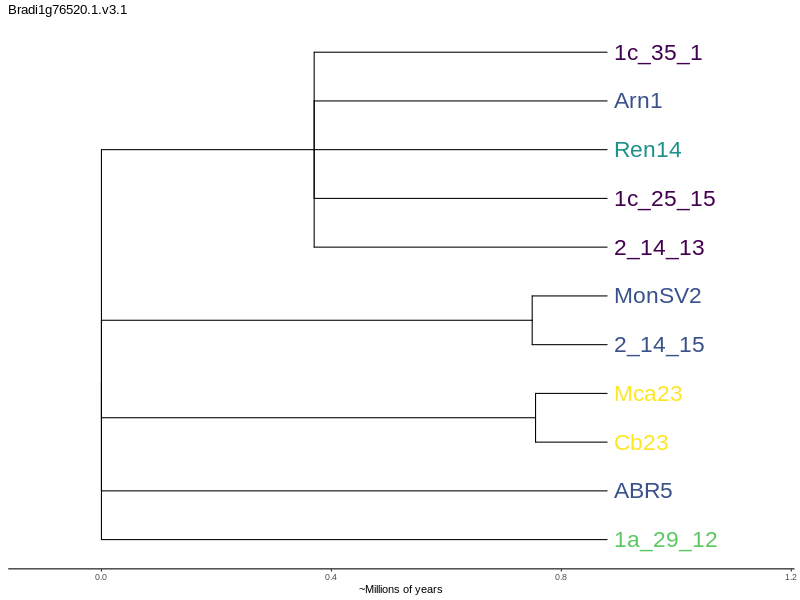 Bradi1g76520.1.v3.1
1c_35_1
Arn1
Ren14
1c_25_15
2_14_13
MonSV2
2_14_15
Mca23
Cb23
ABR5
1a_29_12
0.0 0.4 0.8 1.2
~Millions of years